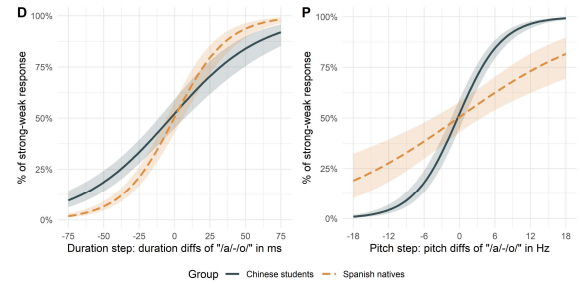 D
% of strong-weak response
100%
75%
50%
25%
0%
-75 -50 -25 0 25 50 75
Duration step: duration diffs of "/a/-/o/" in ms
P
% of strong-weak response
100%
75%
50%
25%
0%
-18 -12 -6 0 6 12 18
Pitch step: pitch diffs of "/a/-/o/" in Hz
Group Chinese students Spanish natives